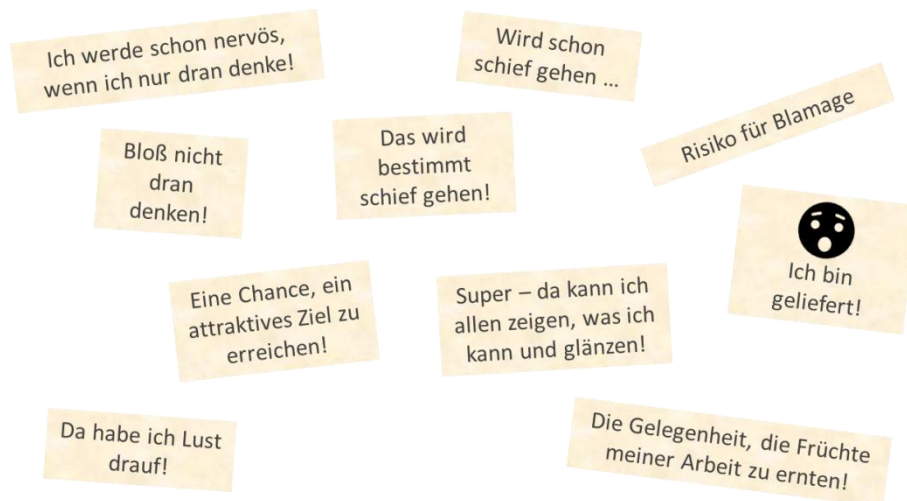 Ich werde schon nervös,
wenn ich nur dran denke!
Wird schon
schief gehen ...
Risiko für Blamage
Bloß nicht
dran
denken!
Das wird
bestimmt
schief gehen!
Ich bin
geliefert!
Eine Chance, ein
attraktives Ziel zu
erreichen!
Super – da kann ich
allen zeigen, was ich
kann und glänzen!
Da habe ich Lust
drauf!
Die Gelegenheit, die Früchte
meiner Arbeit zu ernten!